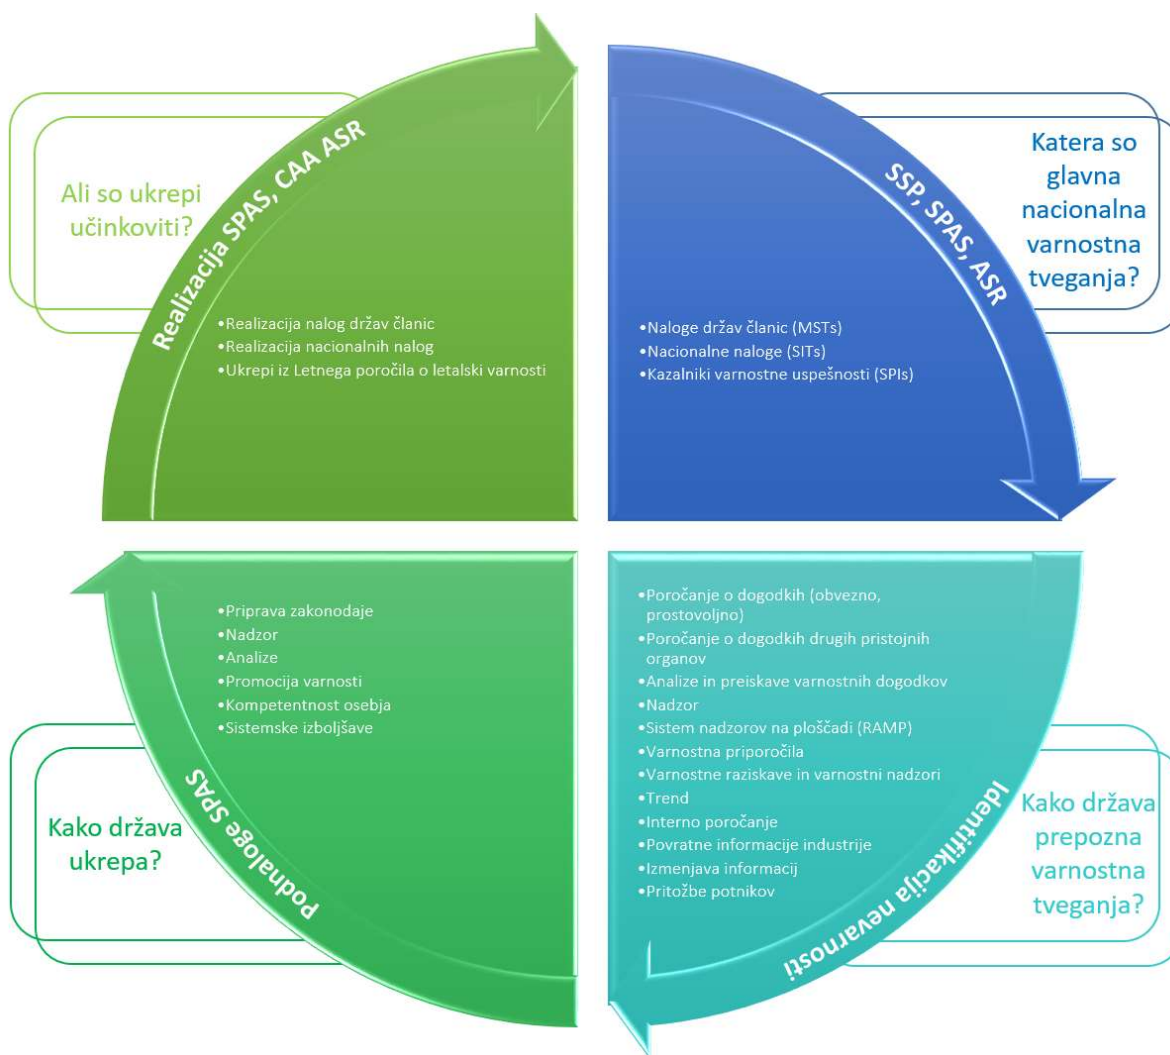 Ali so ukrepi
učinkoviti?
Realizacija SPAS, CAA ASR
•Realizacija nalog držav članic
•Realizacija nacionalnih nalog
•Ukrepi iz Letnega poročila o letalski varnosti
Katera so
glavna
nacionalna
varnostna
tveganja?
SSP, SPAS, ASR
•Naloge držav članic (MSTs)
•Nacionalne naloge (SITs)
•Kazalniki varnostne uspešnosti (SPIs)
•Poročanje o dogodkih (obvezno,
prostovoljno)
•Poročanje o dogodkih drugih pristojnih
organov
•Analize in preiskave varnostnih dogodkov
•Nadzor
•Sistem nadzorov na ploščadi (RAMP)
•Varnostna priporočila
•Varnostne raziskave in varnostni nadzori
•Trend
•Interno poročanje
•Povratne informacije industrije
•Izmenjava informacij
•Pritožbe potnikov
Identifikacija nevarnosti
Kako država
prepozna
varnostna
tveganja?
•Priprava zakonodaje
•Nadzor
•Analize
•Promocija varnosti
•Kompetentnost osebja
•Sistemske izboljšave
Podnaloge SPAS
Kako država
ukrepa?